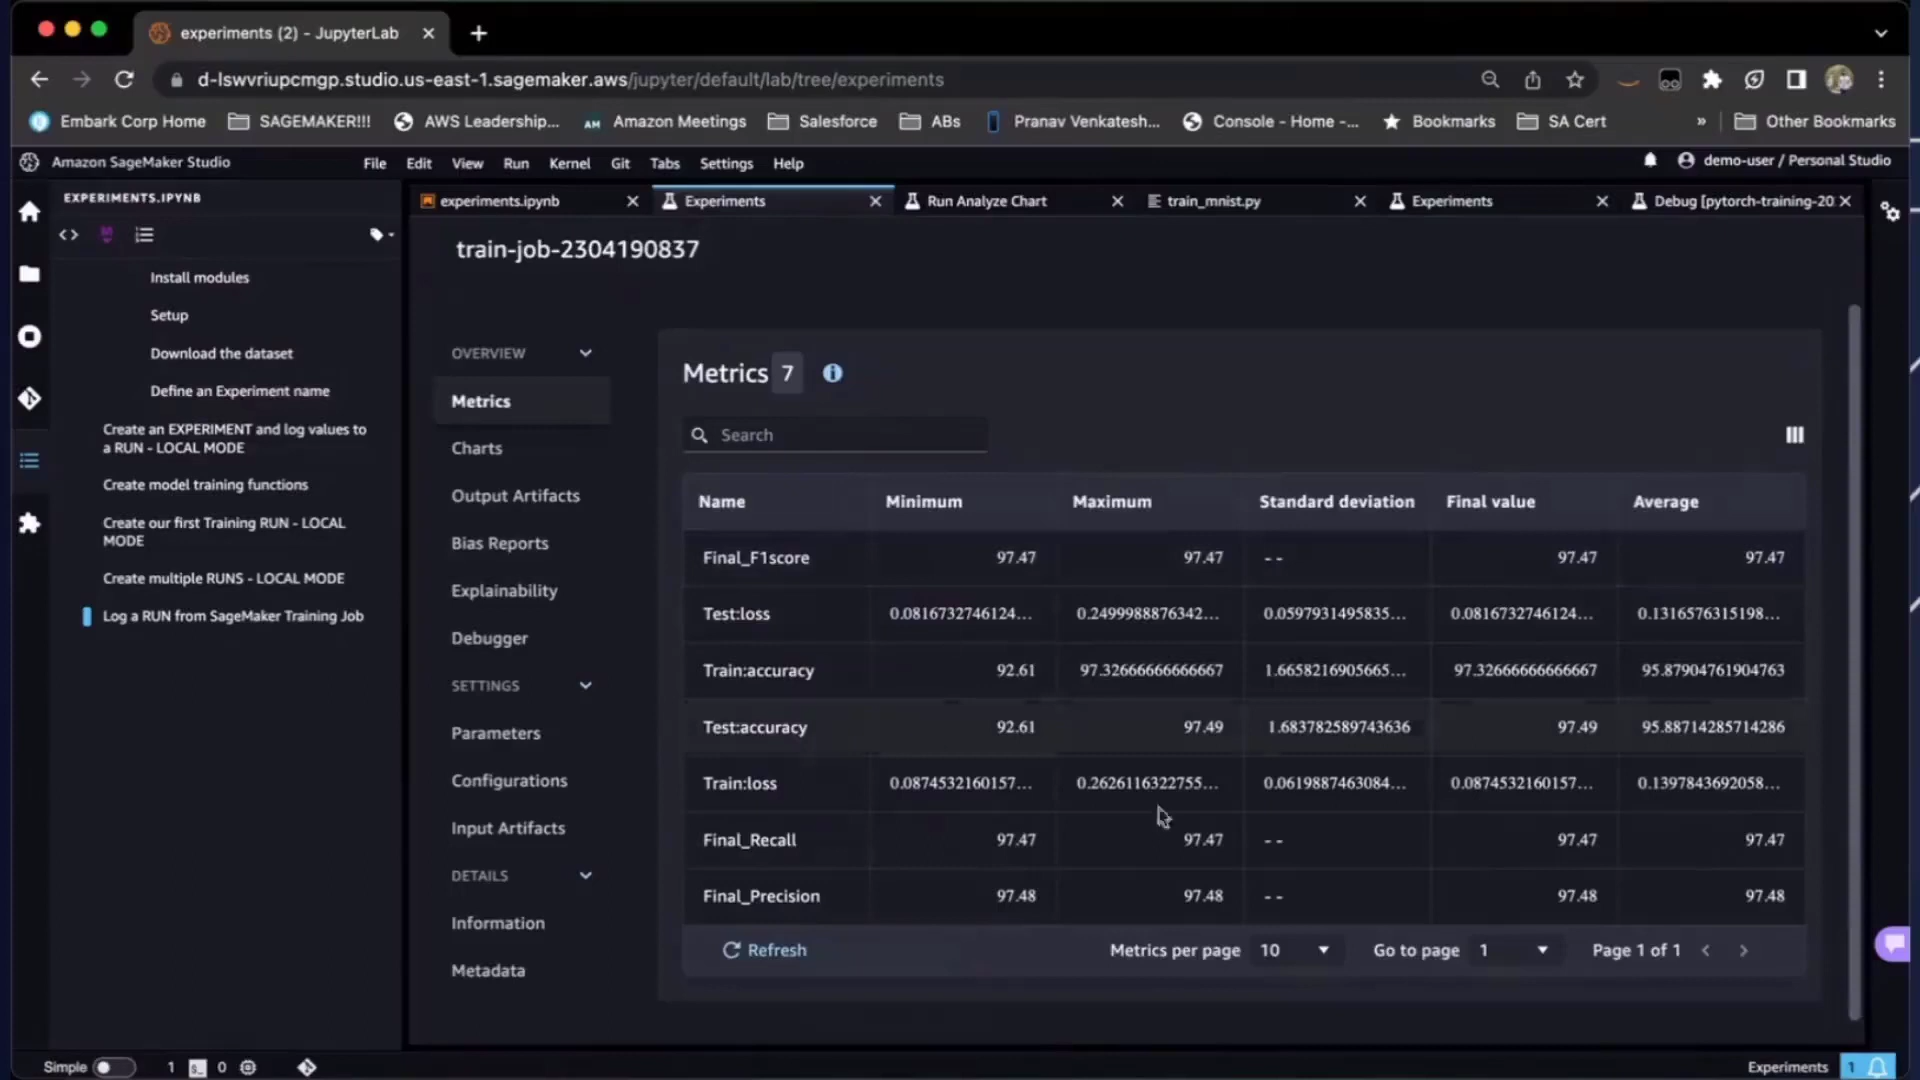 experiments (2) - JupyterLab
d-lswvriupcmgp.studio.us-east-1.sagemaker.aws/jupyter/default/lab/tree/experiments
Embark Corp Home SAGEMAKER!!! AWS Leadership... AM Amazon Meetings Salesforce ABs Pranav Venkatesh... Console - Home -... Bookmarks SA Cert » Other Bookmarks
Amazon SageMaker Studio File Edit View Run Kernel Git Tabs Settings Help demo-user / Personal Studio
EXPERIMENTS.IPYNB
experiments.ipynb Experiments Run Analyze Chart train_mnist.py Experiments Debug [pytorch-training-20
Install modules
Setup
Download the dataset
Define an Experiment name
Create an EXPERIMENT and log values to
a RUN - LOCAL MODE
Create model training functions
Create our first Training RUN - LOCAL
MODE
Create multiple RUNS - LOCAL MODE
Log a RUN from SageMaker Training Job
train-job-2304190837
OVERVIEW
Metrics
Charts
Output Artifacts
Bias Reports
Explainability
Debugger
SETTINGS
Parameters
Configurations
Input Artifacts
DETAILS
Information
Metadata
Metrics 7
Search
Name Minimum Maximum Standard deviation Final value Average
Final_F1score 97.47 97.47 - - 97.47 97.47
Test:loss 0.0816732746124... 0.2499988876342... 0.0597931495835... 0.0816732746124... 0.1316576315198...
Train:accuracy 92.61 97.32666666666667 1.6658216905665... 97.32666666666667 95.87904761904763
Test:accuracy 92.61 97.49 1.683782589743636 97.49 95.88714285714286
Train:loss 0.0874532160157... 0.2626116322755... 0.0619887463084... 0.0874532160157... 0.1397843692058...
Final_Recall 97.47 97.47 - - 97.47 97.47
Final_Precision 97.48 97.48 - - 97.48 97.48
Refresh Metrics per page 10 Go to page 1 Page 1 of 1
Simple 1 0 Experiments 1